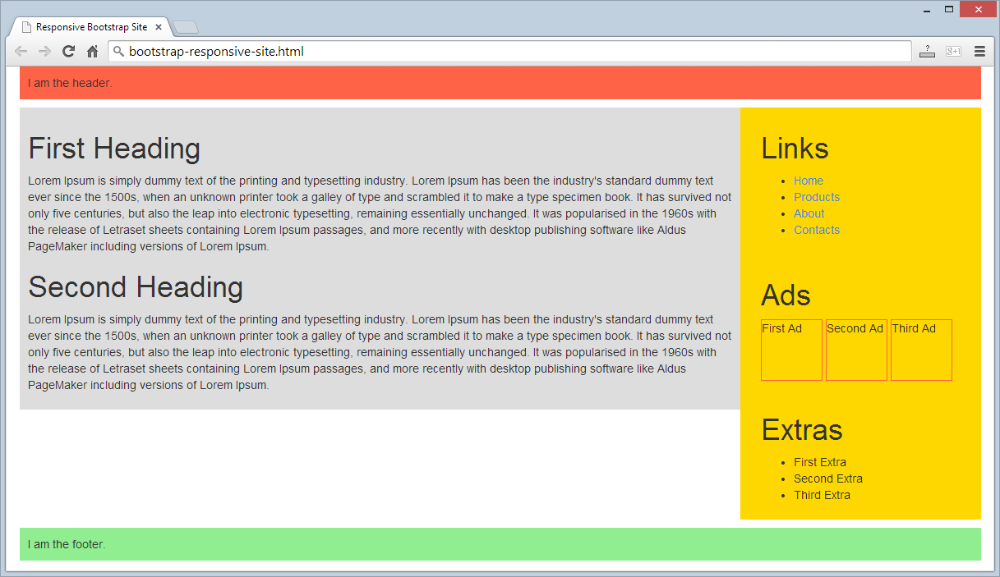 Responsive Bootstrap Site
bootstrap-responsive-site.html
I am the header.
First Heading
Lorem Ipsum is simply dummy text of the printing and typesetting industry. Lorem Ipsum has been the industry's standard dummy text
ever since the 1500s, when an unknown printer took a galley of type and scrambled it to make a type specimen book. It has survived not
only five centuries, but also the leap into electronic typesetting, remaining essentially unchanged. It was popularised in the 1960s with
the release of Letraset sheets containing Lorem Ipsum passages, and more recently with desktop publishing software like Aldus
PageMaker including versions of Lorem Ipsum.
Second Heading
Lorem Ipsum is simply dummy text of the printing and typesetting industry. Lorem Ipsum has been the industry's standard dummy text
ever since the 1500s, when an unknown printer took a galley of type and scrambled it to make a type specimen book. It has survived not
only five centuries, but also the leap into electronic typesetting, remaining essentially unchanged. It was popularised in the 1960s with
the release of Letraset sheets containing Lorem Ipsum passages, and more recently with desktop publishing software like Aldus
PageMaker including versions of Lorem Ipsum.
Links
Home
Products
About
Contacts
Ads
First Ad
Second Ad
Third Ad
Extras
First Extra
Second Extra
Third Extra
I am the footer.